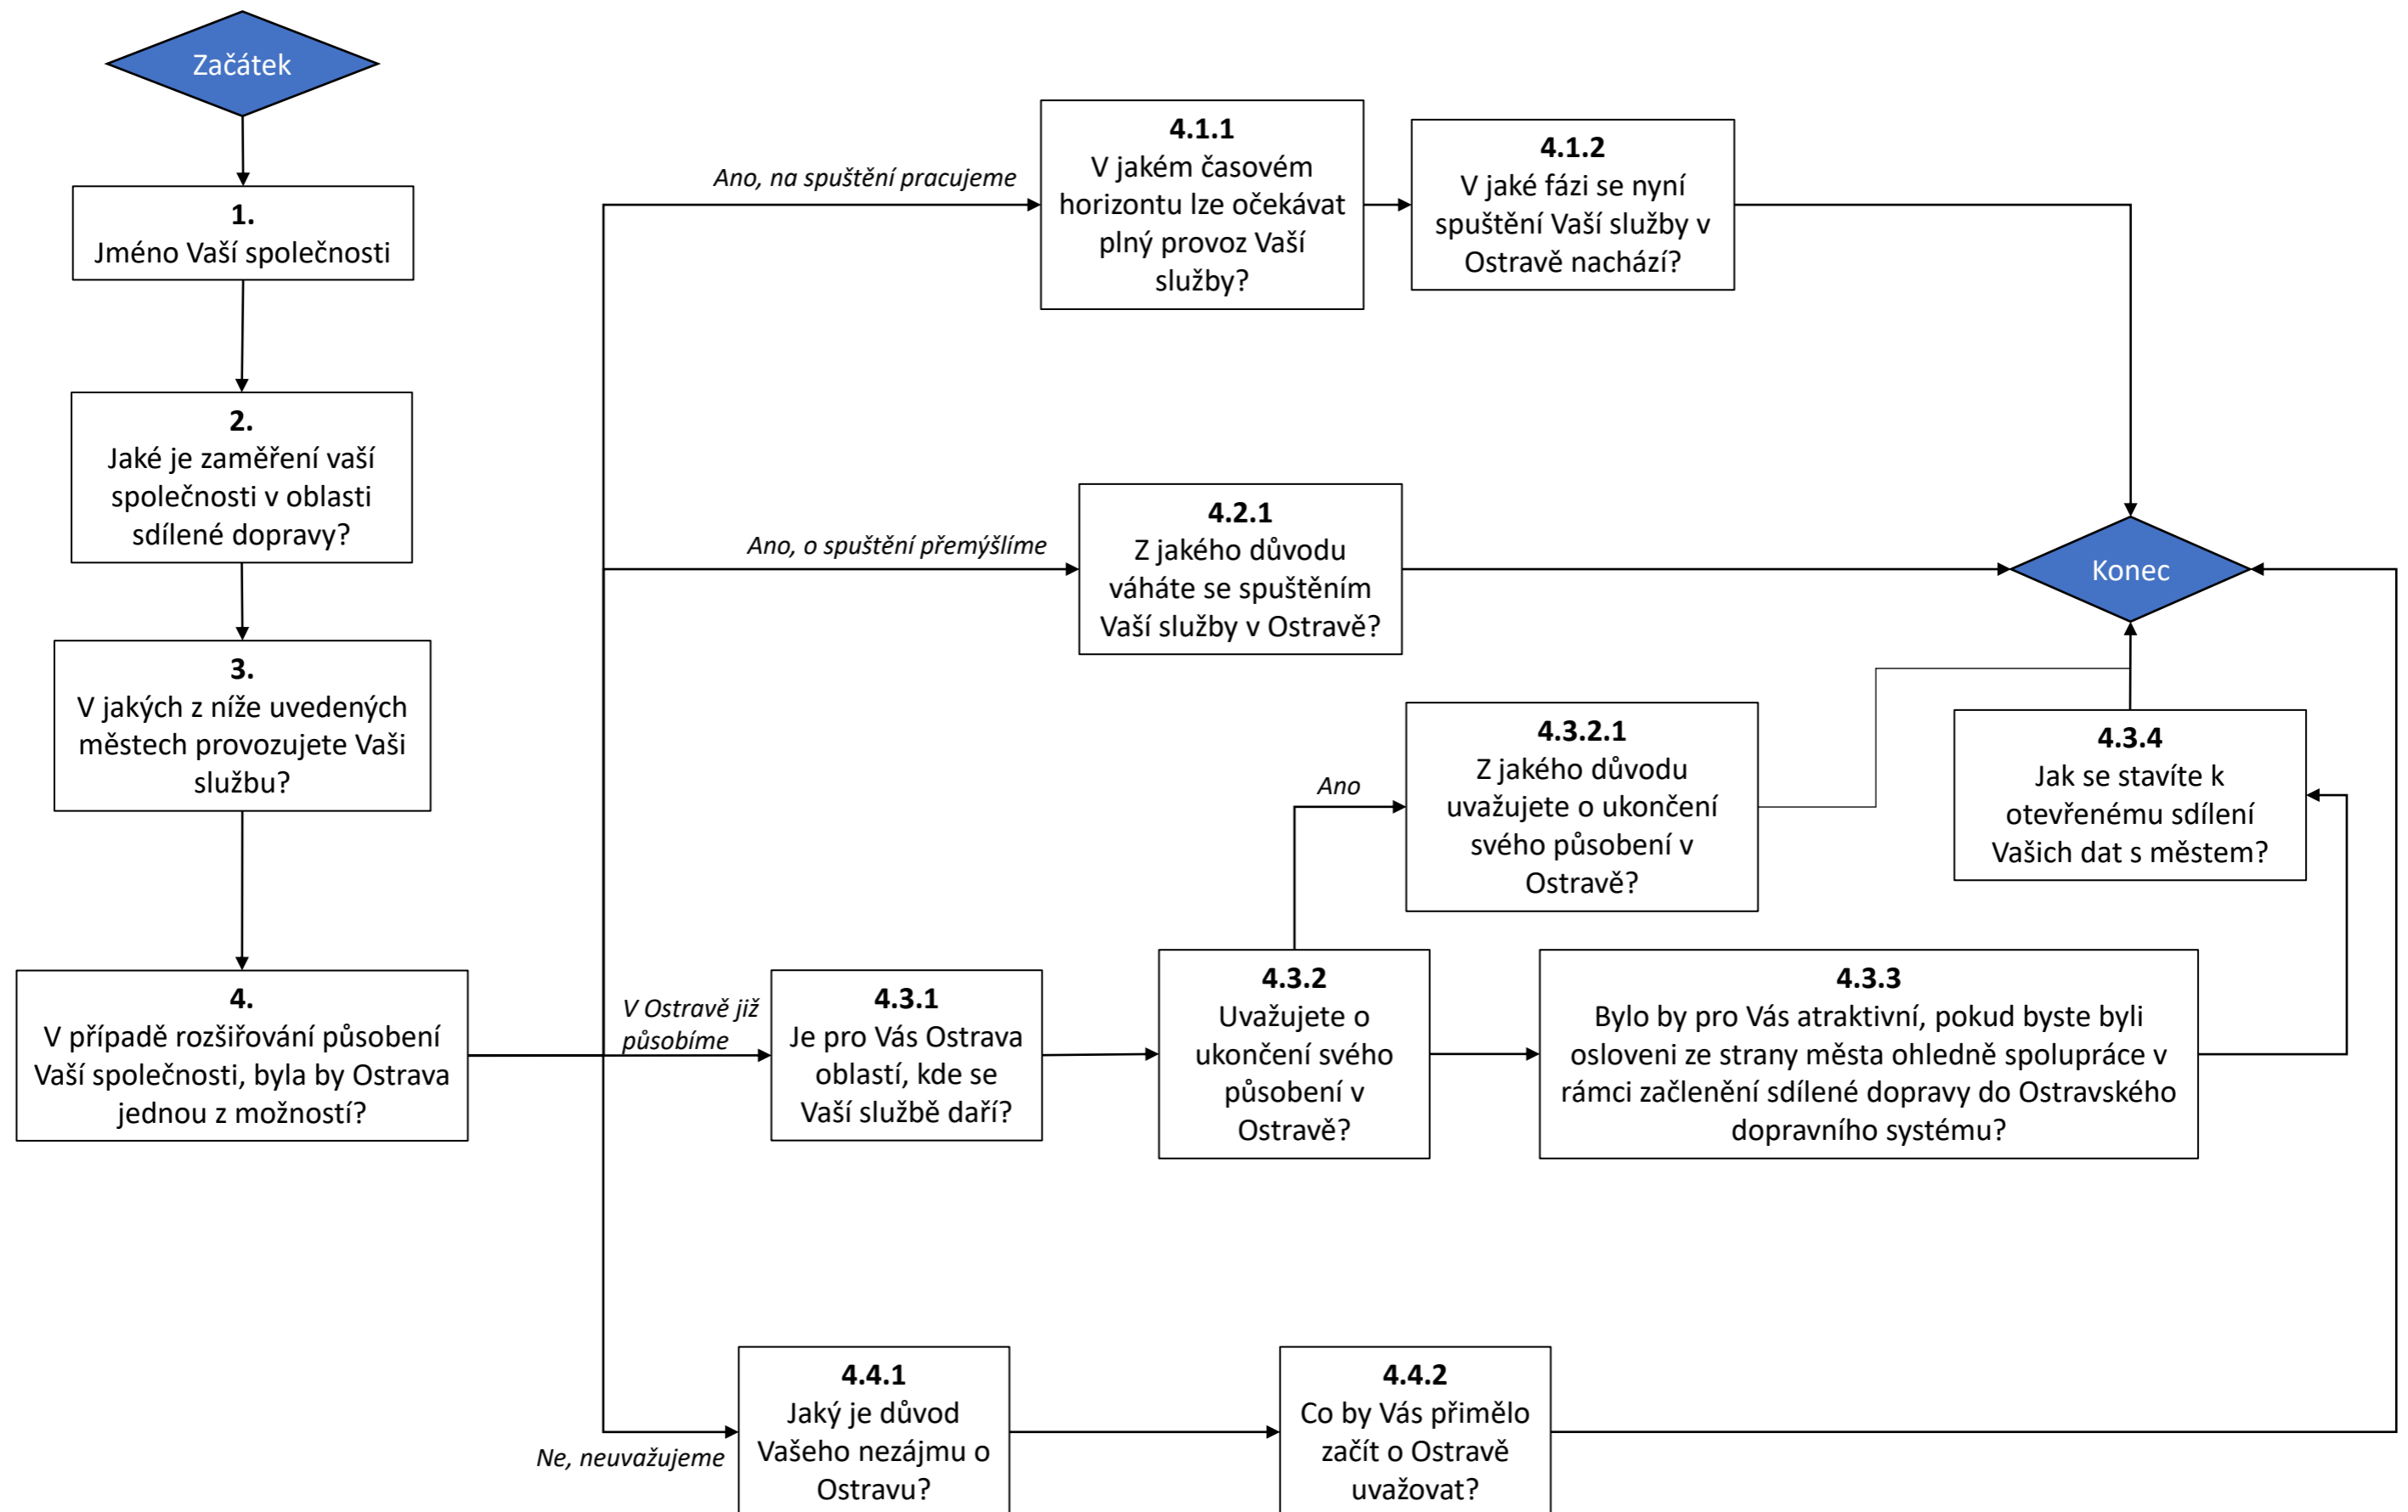 Začátek
1.
Jméno Vaší společnosti
2.
Jaké je zaměření vaší
společnosti v oblasti
sdílené dopravy?
3.
V jakých z níže uvedených
městech provozujete Vaši
službu?
4.
V případě rozšiřování působení
Vaší společnosti, byla by Ostrava
jednou z možností?
Ano, na spuštění pracujeme
4.1.1
V jakém časovém
horizontu lze očekávat
plný provoz Vaší
služby?
4.1.2
V jaké fázi se nyní
spuštění Vaší služby v
Ostravě nachází?
Ano, o spuštění přemýšlíme
4.2.1
Z jakého důvodu
váháte se spuštěním
Vaší služby v Ostravě?
Konec
V Ostravě již
působíme
4.3.1
Je pro Vás Ostrava
oblastí, kde se
Vaší službě daří?
4.3.2
Uvažujete o
ukončení svého
působení v
Ostravě?
Ano
4.3.2.1
Z jakého důvodu
uvažujete o ukončení
svého působení v
Ostravě?
4.3.3
Bylo by pro Vás atraktivní, pokud byste byli
osloveni ze strany města ohledně spolupráce v
rámci začlenění sdílené dopravy do Ostravského
dopravního systému?
4.3.4
Jak se stavíte k
otevřenému sdílení
Vašich dat s městem?
Ne, neuvažujeme
4.4.1
Jaký je důvod
Vašeho nezájmu o
Ostravu?
4.4.2
Co by Vás přimělo
začít o Ostravě
uvažovat?